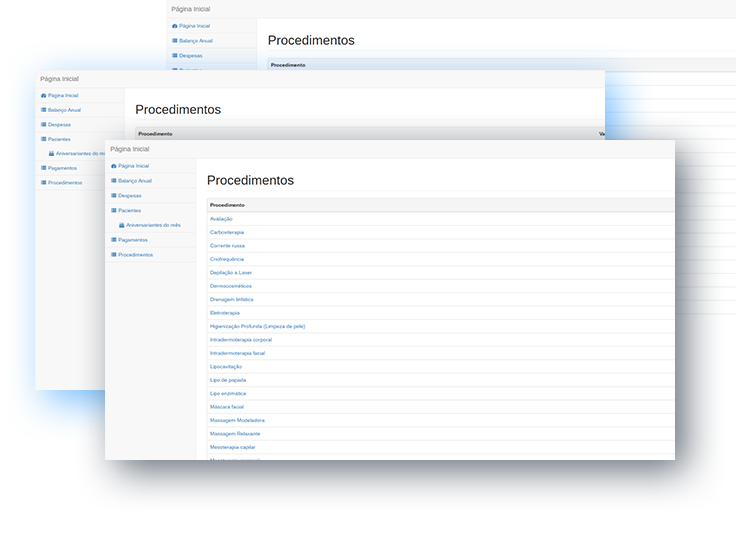 Página Inicial
Página Inicial
Balanço Anual
Despesas
Procedimentos
Procedimento
Página Inicial
Página Inicial
Balanço Anual
Despesas
Pacientes
Aniversariantes do
Pagamentos
Procedimentos
Procedimentos
Procedimento
Página Inicial
Página Inicial
Balanço Anual
Despesas
Pacientes
Aniversariantes do mês
Pagamentos
Procedimentos
Procedimentos
Procedimento
Avaliação
Carboxiterapia
Corrente russa
Criofrequência
Depilação a Laser
Dermocosméticos
Drenagem linfática
Eletroterapia
Higienização Profunda (Limpeza de pele)
Intradermoterapia corporal
Intradermoterapia facial
Lipocavitação
Lipo de papada
Lipo enzimática
Máscara facial
Massagem Modeladora
Massagem Relaxante
Mesoterapia capilar